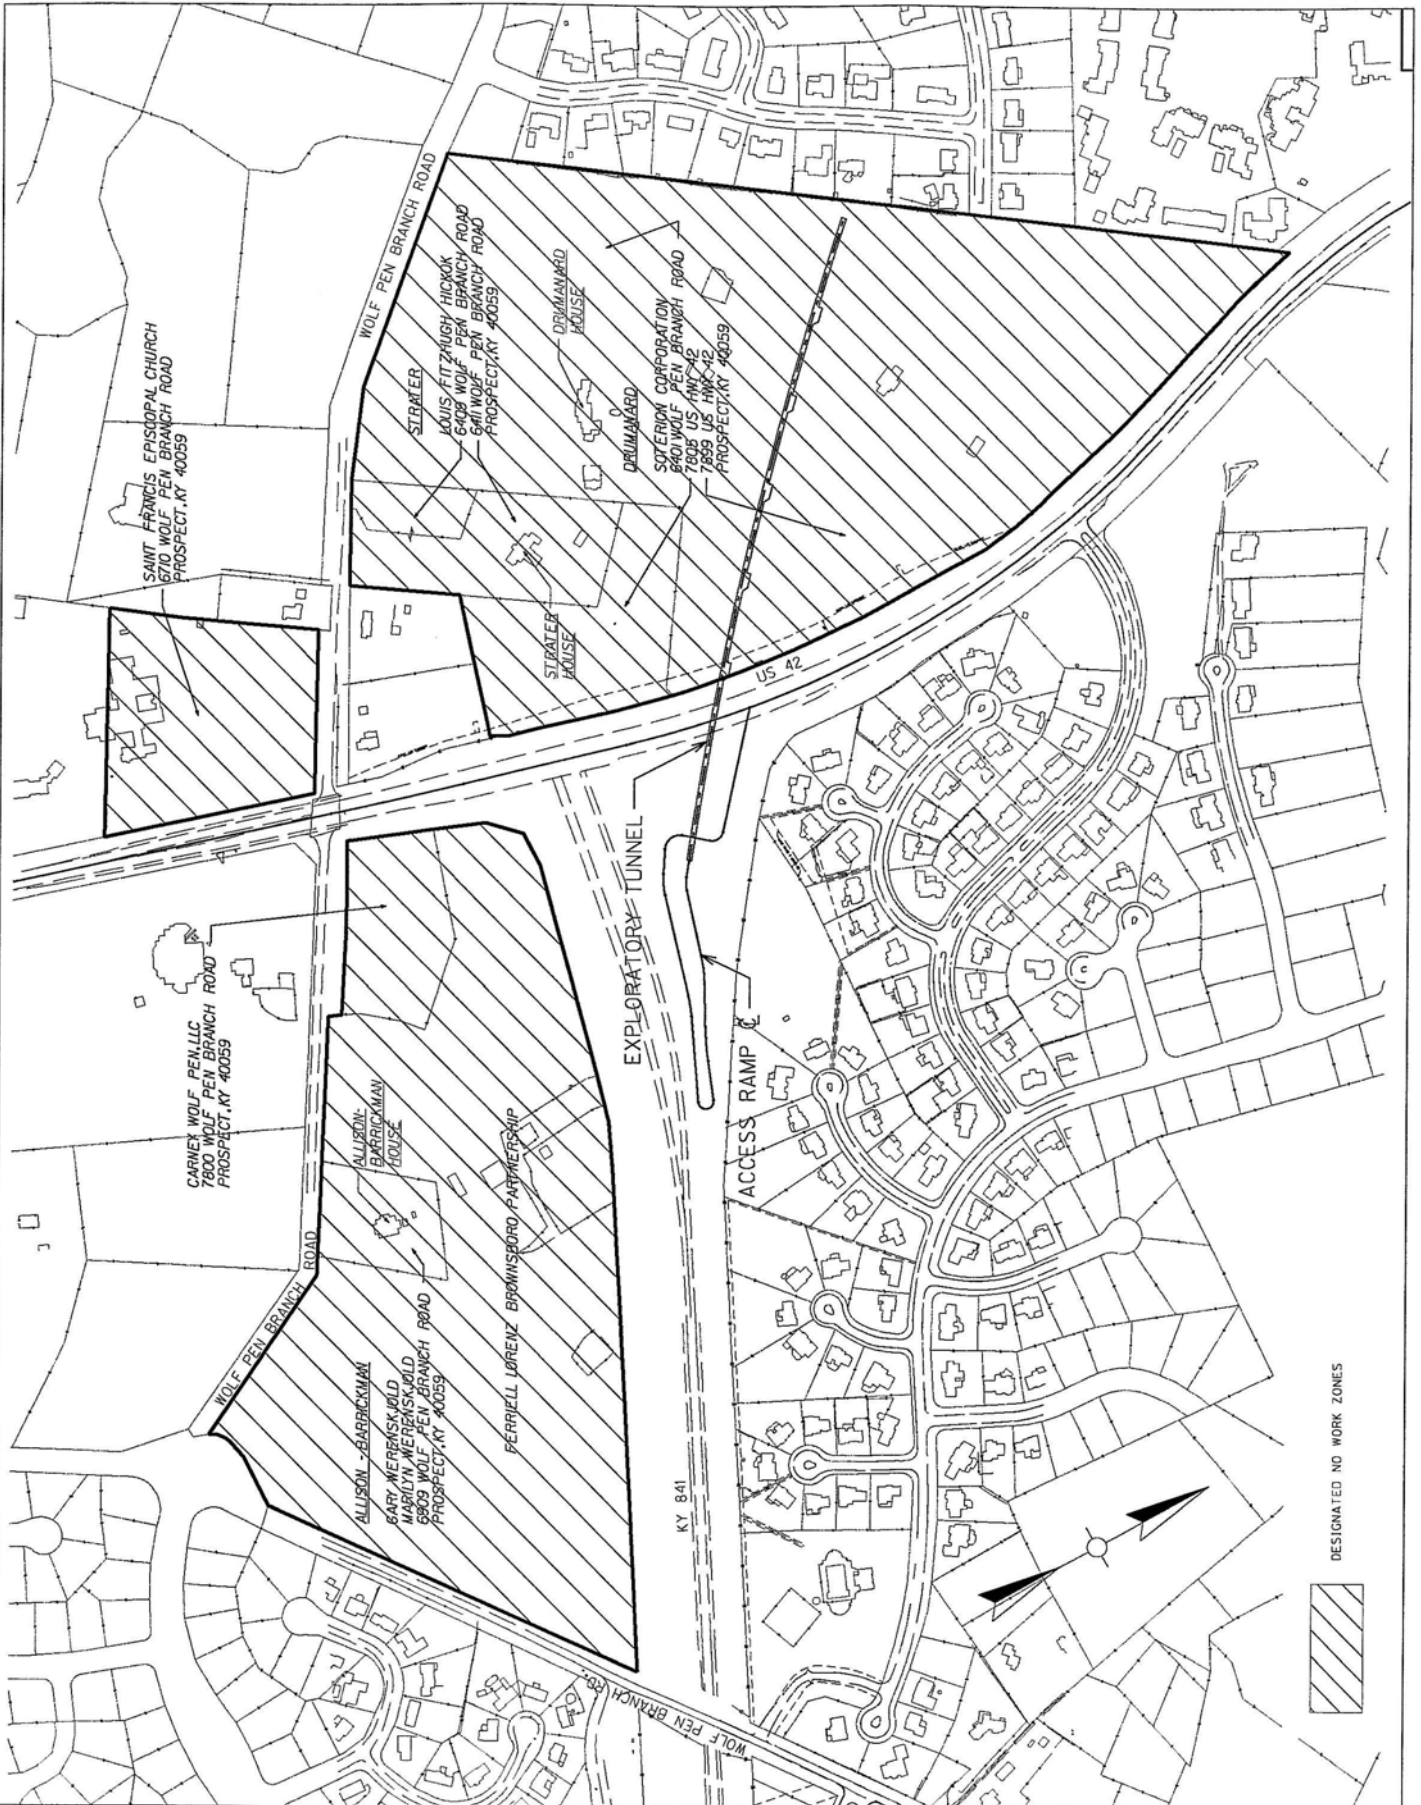 SAINT FRANCIS EPISCOPAL CHURCH
6710 WOLF PEN BRANCH ROAD
PROSPECT, KY 40059
WOLF PEN BRANCH ROAD
STRATER
LOUIS FITZHUGH HICKOK
6409 WOLF PEN BRANCH ROAD
6411 WOLF PEN BRANCH ROAD
PROSPECT, KY 40059
DRUMANARD
HOUSE
STRATER
HOUSE
DRUMANARD
SOTERION CORPORATION
6401 WOLF PEN BRANCH ROAD
7805 US HWY 42
7899 US HWY 42
PROSPECT, KY 40059
US 42
CARNEX WOLF PEN, LLC
7800 WOLF PEN BRANCH ROAD
PROSPECT, KY 40059
EXPLORATORY TUNNEL
ACCESS RAMP ℄
ALLISON-
BARRICKMAN
HOUSE
WOLF PEN BRANCH ROAD
ALLISON - BARRICKMAN
GARY WERENSKJOLD
MARILYN WERENSKJOLD
6909 WOLF PEN BRANCH ROAD
PROSPECT, KY 40059
FERRIELL LORENZ BROWNSBORO PARTNERSHIP
KY 841
WOLF PEN BRANCH RD.
DESIGNATED NO WORK ZONES